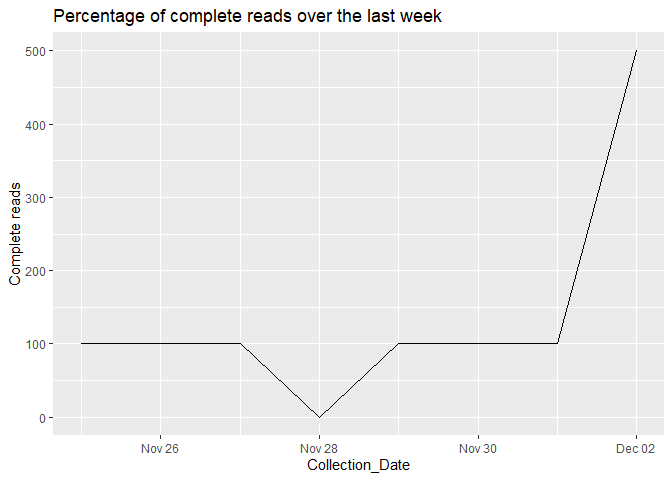 Percentage of complete reads over the last week
500
400
300
200
100
0
Complete reads
Nov 26
Nov 28
Nov 30
Dec 02
Collection_Date